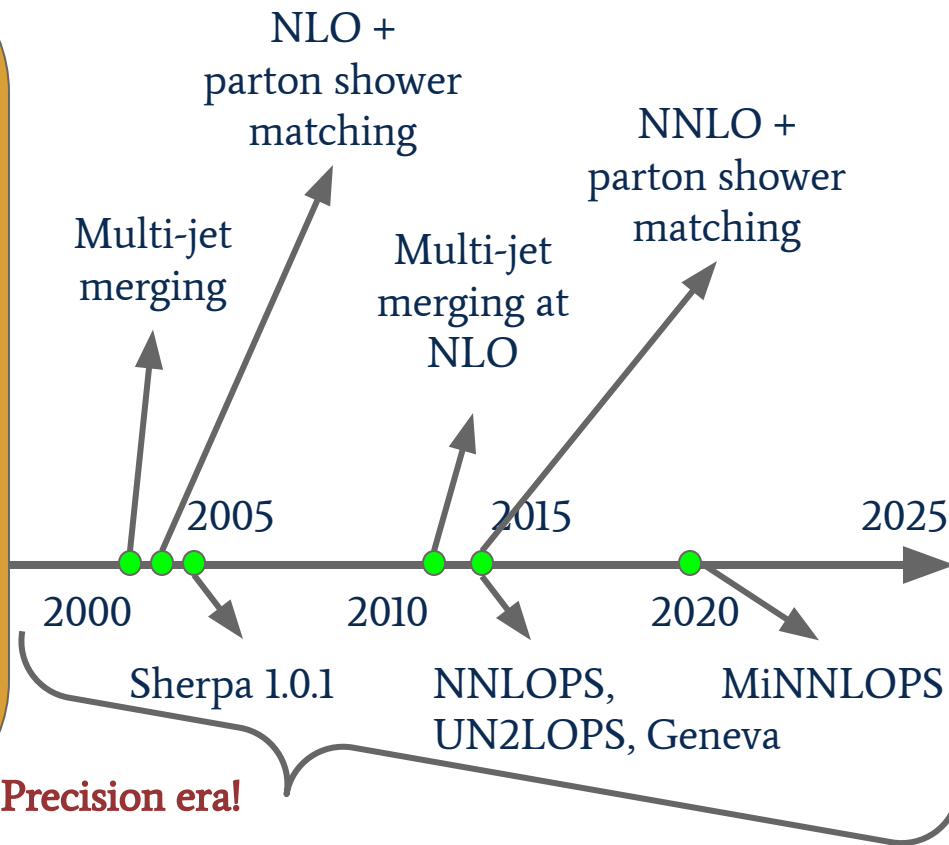 NLO +
parton shower
matching
NNLO +
parton shower
matching
Multi-jet
merging
Multi-jet
merging at
NLO
2005
2015
2025
2000
2010
2020
Sherpa 1.0.1
NNLOPS,
UN2LOPS, Geneva
MiNNLOPS
Precision era!